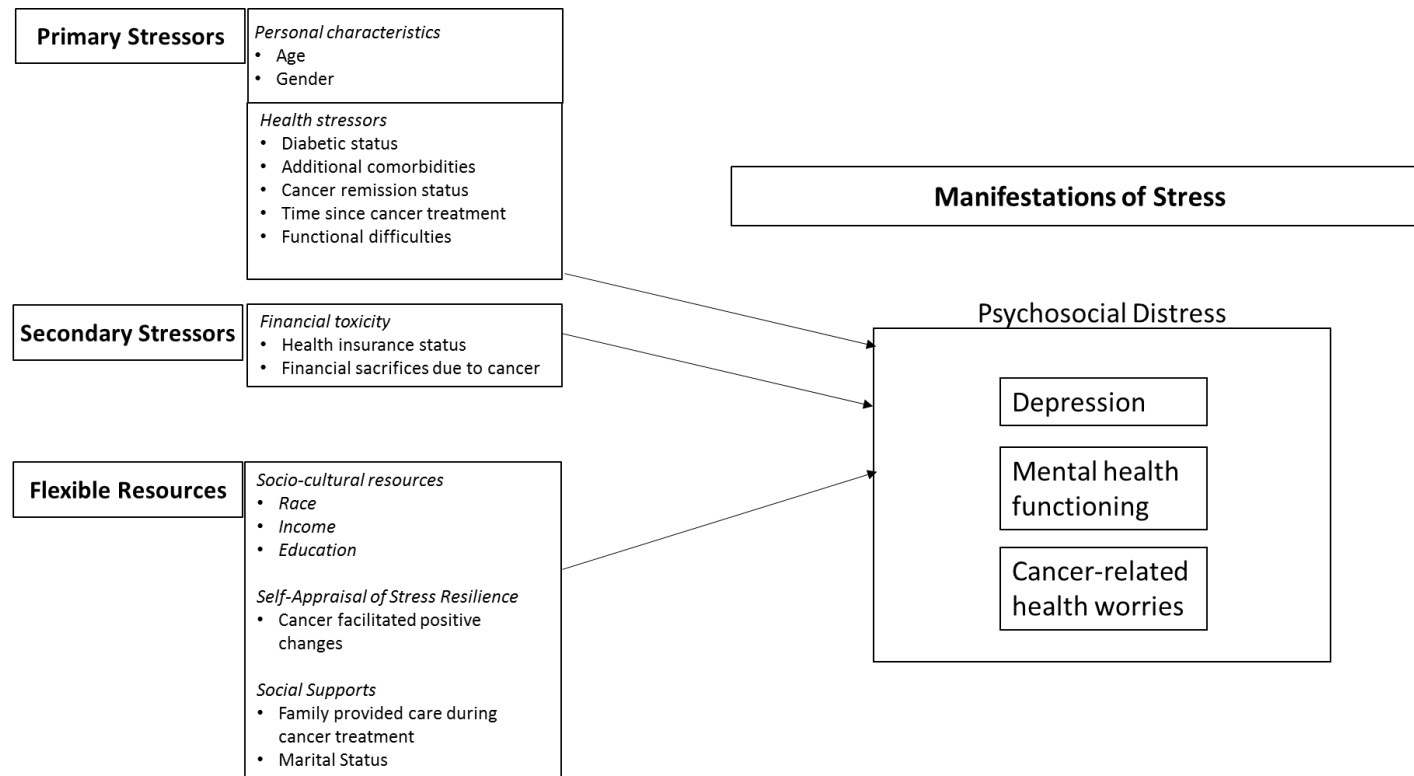 Primary Stressors
Personal characteristics
• Age
• Gender
Health stressors
• Diabetic status
• Additional comorbidities
• Cancer remission status
• Time since cancer treatment
• Functional difficulties
Secondary Stressors
Financial toxicity
• Health insurance status
• Financial sacrifices due to cancer
Flexible Resources
Socio-cultural resources
• Race
• Income
• Education
Self-Appraisal of Stress Resilience
• Cancer facilitated positive
changes
Social Supports
• Family provided care during
cancer treatment
• Marital Status
Manifestations of Stress
Psychosocial Distress
Depression
Mental health
functioning
Cancer-related
health worries